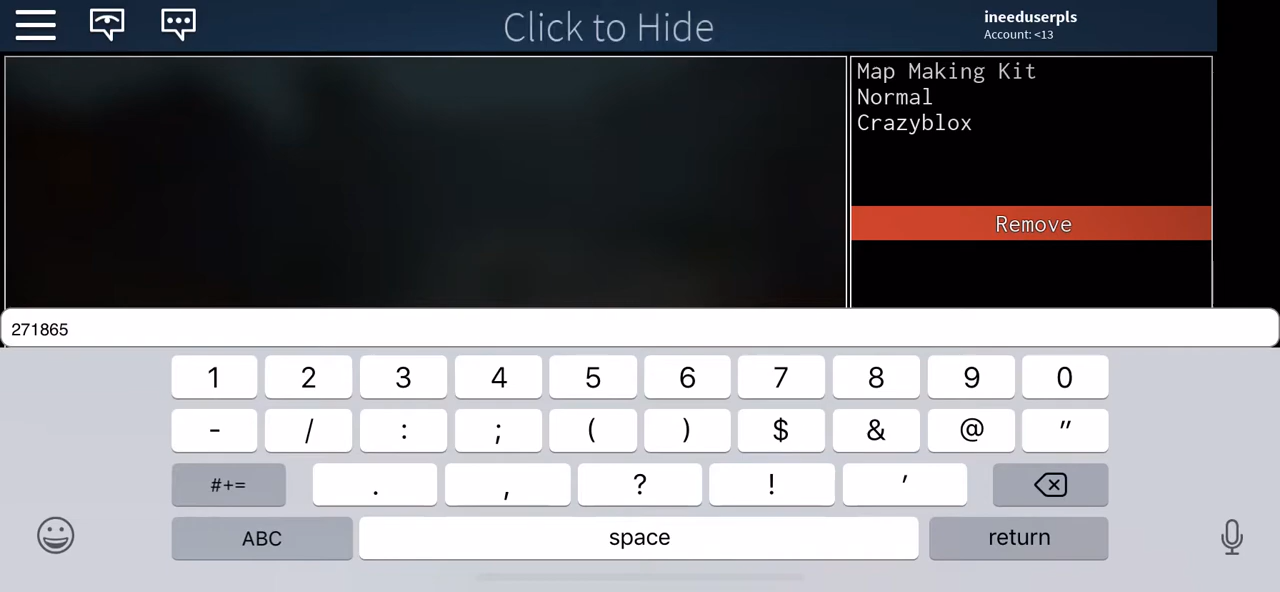 Click to Hide
ineeduserpls
Account: <13
Map Making Kit
Normal
Crazyblox
Remove
271865
1 2 3 4 5 6 7 8 9 0
- / : ; ( ) $ & @ "
#+= . , ? ! '
ABC space return